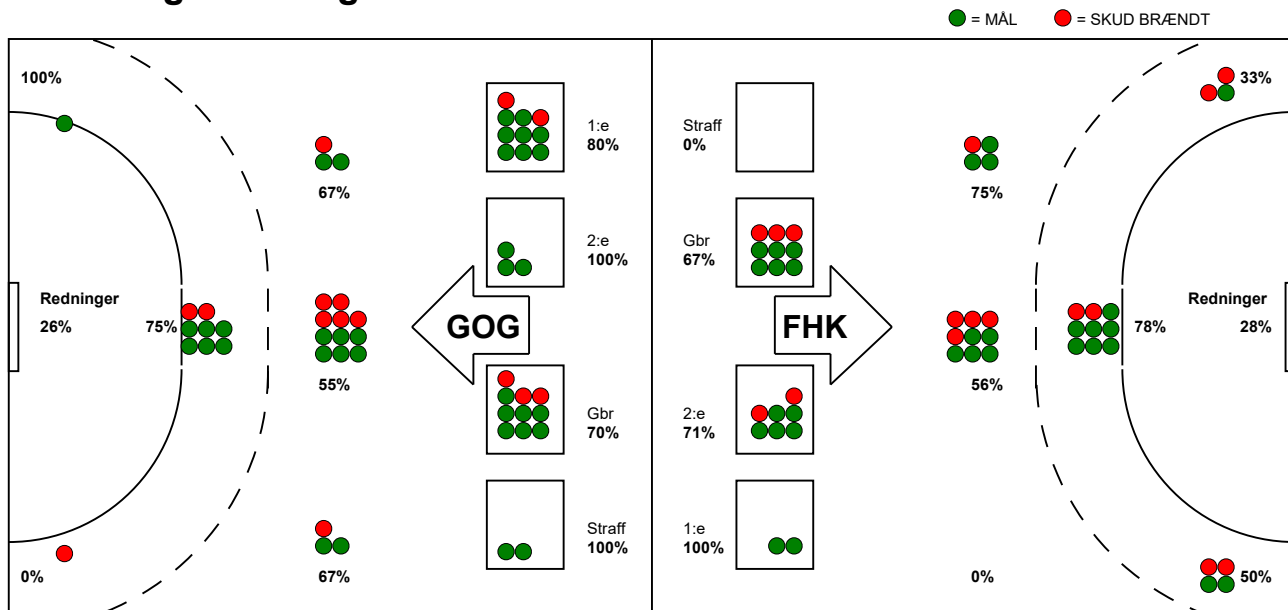 = MÅL
= SKUD BRÆNDT
100%
67%
1:e
80%
2:e
100%
Redninger
26%
75%
55%
GOG
Gbr
70%
Straff
100%
67%
0%
Straff
0%
Gbr
67%
FHK
2:e
71%
1:e
100%
33%
75%
56%
78%
Redninger
28%
0%
50%